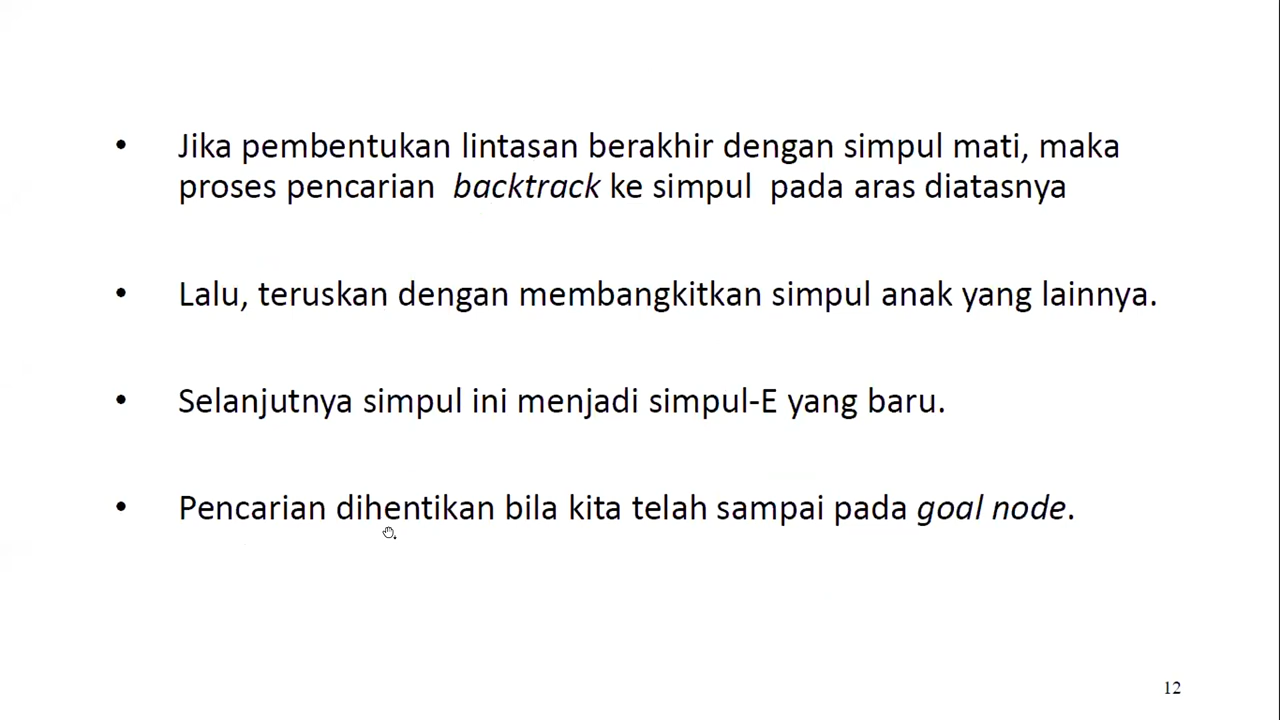 • Jika pembentukan lintasan berakhir dengan simpul mati, maka
proses pencarian backtrack ke simpul pada aras diatasnya
• Lalu, teruskan dengan membangkitkan simpul anak yang lainnya.
• Selanjutnya simpul ini menjadi simpul-E yang baru.
• Pencarian dihentikan bila kita telah sampai pada goal node.
12